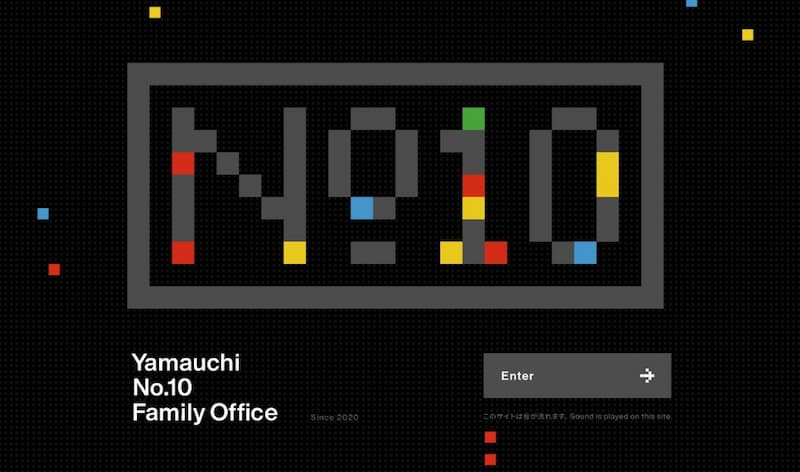 Nº10
Yamauchi
No.10
Family Office
Since 2020
Enter
このサイトは音が流れます。Sound is played on this site.